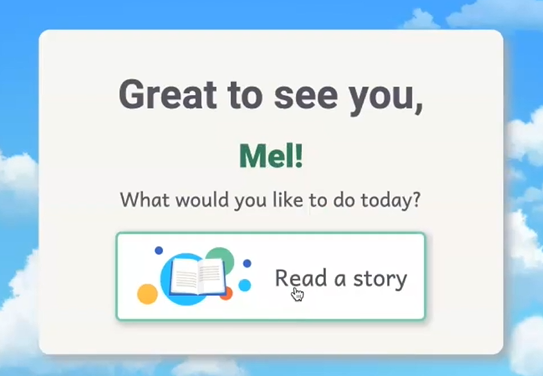 Great to see you,
Mel!
What would you like to do today?
Read a story